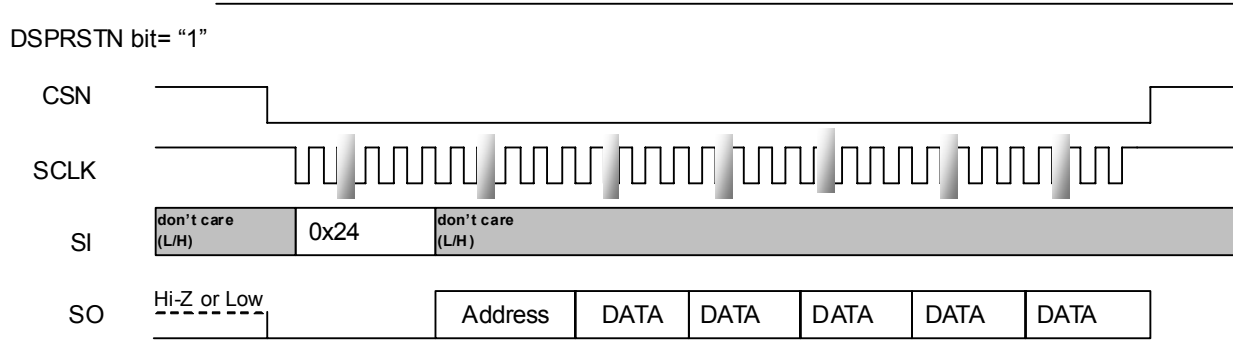 DSPRSTN bit= “1”
CSN
SCLK
don’t care
(L/H)
0x24
don’t care
(L/H)
SI
Hi-Z or Low
SO
Address
DATA
DATA
DATA
DATA
DATA